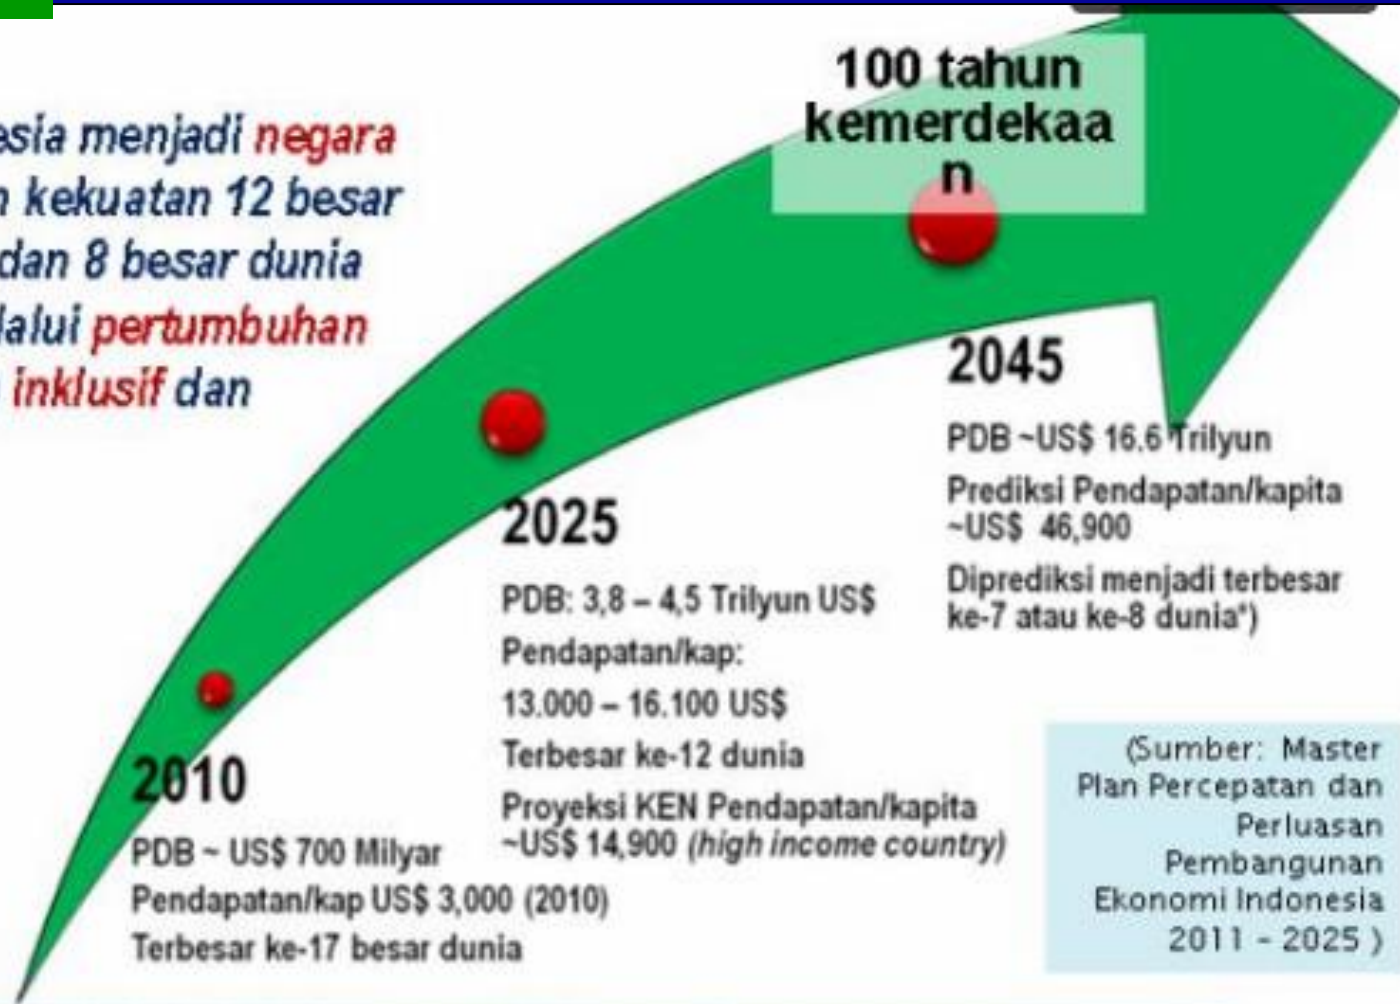 100 tahun
kemerdekaa
n
esia menjadi negara
n kekuatan 12 besar
dan 8 besar dunia
lalui pertumbuhan
inklusif dan
2045
PDB ~US$ 16.6 Trilyun
Prediksi Pendapatan/kapita
~US$ 46,900
Diprediksi menjadi terbesar
ke-7 atau ke-8 dunia*)
2025
PDB: 3,8 – 4,5 Trilyun US$
Pendapatan/kap:
13.000 – 16.100 US$
Terbesar ke-12 dunia
Proyeksi KEN Pendapatan/kapita
~US$ 14,900 (high income country)
2010
PDB ~ US$ 700 Milyar
Pendapatan/kap US$ 3,000 (2010)
Terbesar ke-17 besar dunia
(Sumber: Master
Plan Percepatan dan
Perluasan
Pembangunan
Ekonomi Indonesia
2011 - 2025 )